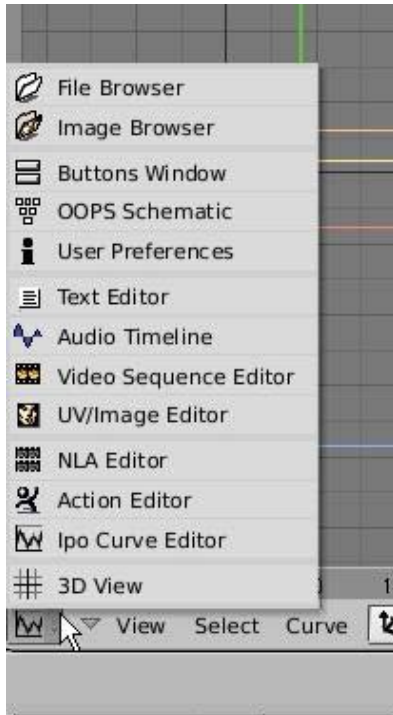 File Browser
Image Browser
Buttons Window
OOPS Schematic
User Preferences
Text Editor
Audio Timeline
Video Sequence Editor
UV/Image Editor
NLA Editor
Action Editor
Ipo Curve Editor
3D View
View Select Curve